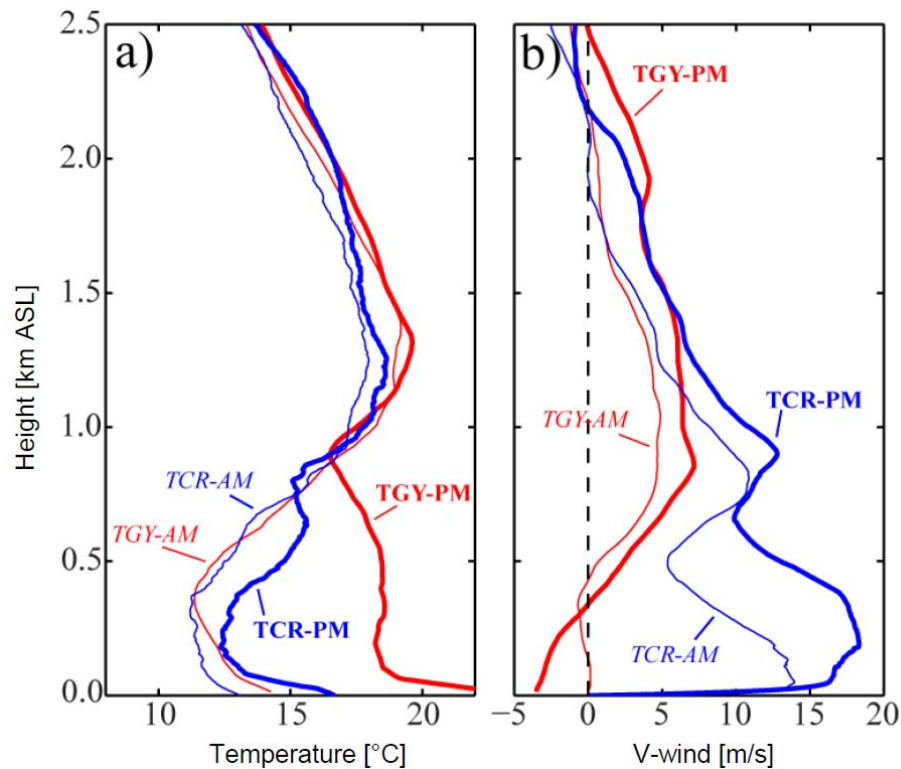 a)
b)
2.5
2.0
1.5
1.0
0.5
0.0
Height [km ASL]
TCR-AM
TGY-AM
TGY-PM
TCR-PM
10
15
20
Temperature [°C]
TGY-PM
TGY-AM
TCR-PM
TCR-AM
−5
0
5
10
15
20
V-wind [m/s]